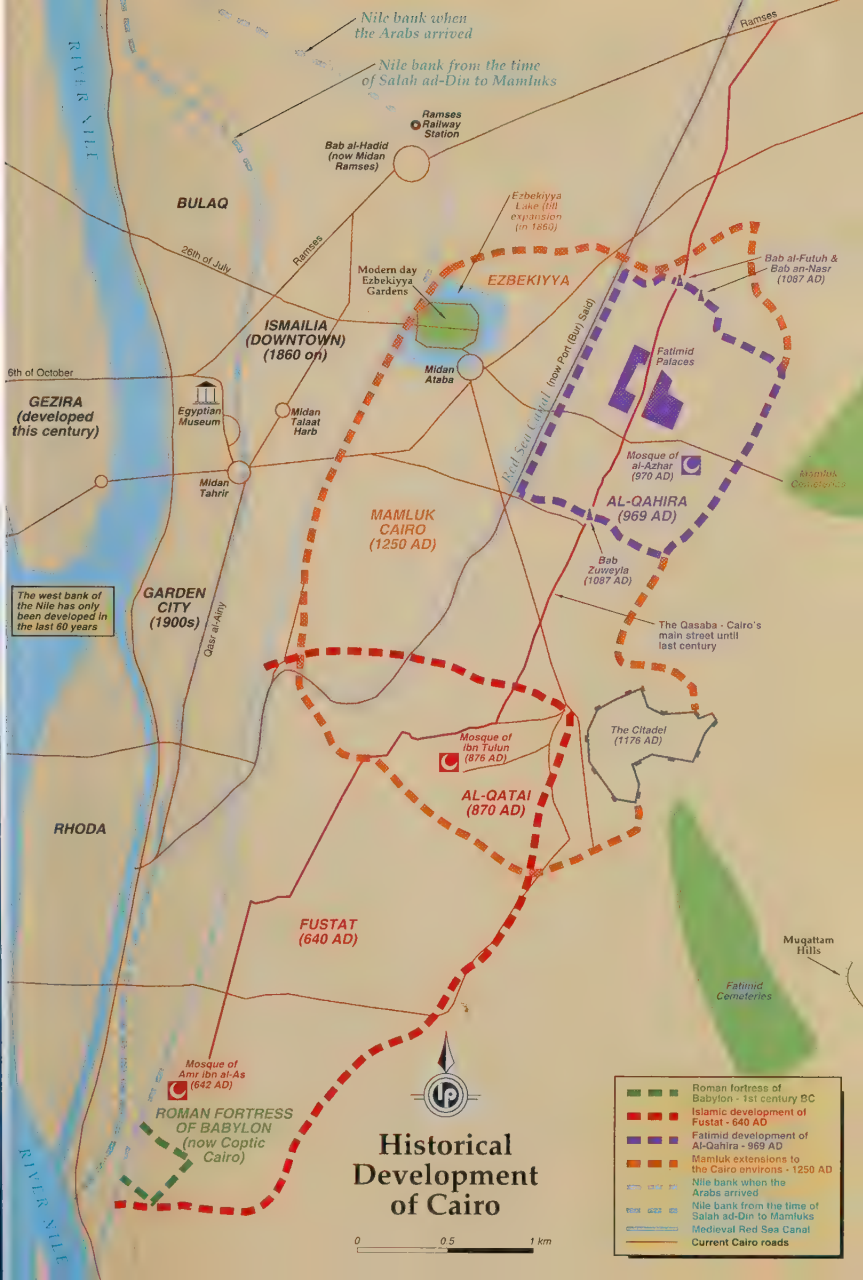 Nile bank when
the Arabs arrived
Nile bank from the time
of Salah ad-Din to Mamluks
RIVER NILE
Ramses
Ramses
Railway
Station
Bab al-Hadid
(now Midan
Ramses)
BULAQ
26th of July
Ramses
Ezbekiyya
Lake (till
expansion
(in 1860)
Modern day
Ezbekiyya
Gardens
EZBEKIYYA
Bab al-Futuh &
Bab an-Nasr
(1087 AD)
ISMAILIA
(DOWNTOWN)
(1860 on)
Fatimid
Palaces
Red Sea Canal (now Port (Bur) Said)
6th of October
Midan
Ataba
GEZIRA
(developed
this century)
Egyptian
Museum
Midan
Talaat
Harb
Mosque of
al-Azhar
(970 AD)
Mamluk
Cemeteries
Midan
Tahrir
AL-QAHIRA
(969 AD)
MAMLUK
CAIRO
(1250 AD)
Bab
Zuweyla
(1087 AD)
The west bank of
the Nile has only
been developed in
the last 60 years
GARDEN
CITY
(1900s)
Qasr al-Ainy
The Qasaba - Cairo's
main street until
last century
The Citadel
(1176 AD)
Mosque of
ibn Tulun
(876 AD)
AL-QATAI
(870 AD)
RHODA
FUSTAT
(640 AD)
Muqattam
Hills
Fatimid
Cemeteries
Mosque of
Amr ibn al-As
(642 AD)
ROMAN FORTRESS
OF BABYLON
(now Coptic
Cairo)
RIVER NILE
LP
Historical
Development
of Cairo
0 0.5 1 km
Roman fortress of
Babylon - 1st century BC
Islamic development of
Fustat - 640 AD
Fatimid development of
Al-Qahira - 969 AD
Mamluk extensions to
the Cairo environs - 1250 AD
Nile bank when the
Arabs arrived
Nile bank from the time of
Salah ad-Din to Mamluks
Medieval Red Sea Canal
Current Cairo roads